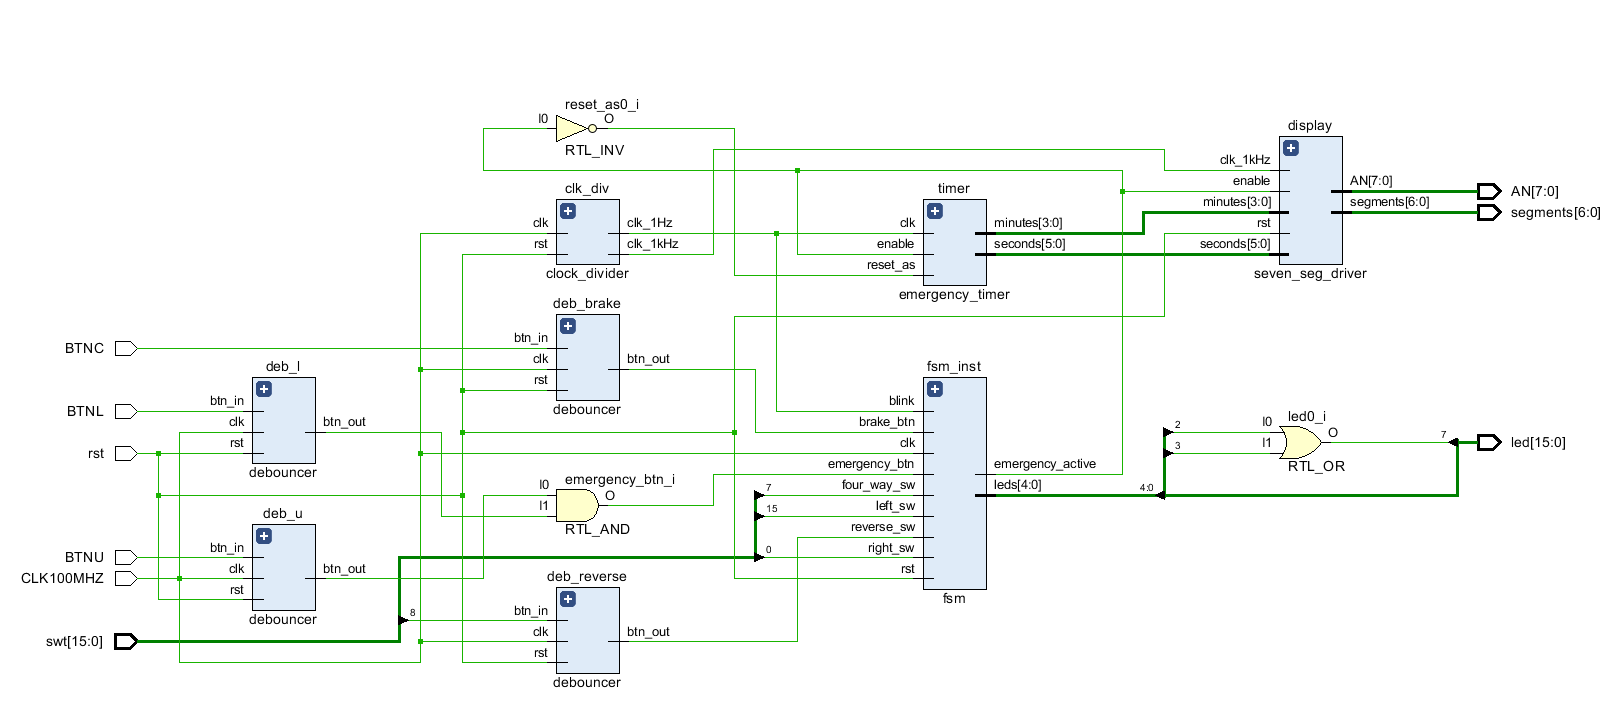 reset_as0_i
I0
O
RTL_INV
clk_div
clk
rst
clk_1Hz
clk_1kHz
clock_divider
timer
clk
enable
reset_as
minutes[3:0]
seconds[5:0]
emergency_timer
display
clk_1kHz
enable
minutes[3:0]
rst
seconds[5:0]
AN[7:0]
segments[6:0]
seven_seg_driver
AN[7:0]
segments[6:0]
deb_brake
btn_in
clk
rst
btn_out
debouncer
BTNC
BTNL
rst
BTNU
CLK100MHZ
swt[15:0]
deb_l
btn_in
clk
rst
btn_out
debouncer
deb_u
btn_in
clk
rst
btn_out
debouncer
emergency_btn_i
I0
I1
O
RTL_AND
deb_reverse
8
btn_in
clk
rst
btn_out
debouncer
fsm_inst
blink
brake_btn
clk
emergency_btn
7
four_way_sw
15
left_sw
reverse_sw
0
right_sw
rst
emergency_active
leds[4:0]
fsm
4:0
2
3
led0_i
I0
I1
O
RTL_OR
7
led[15:0]